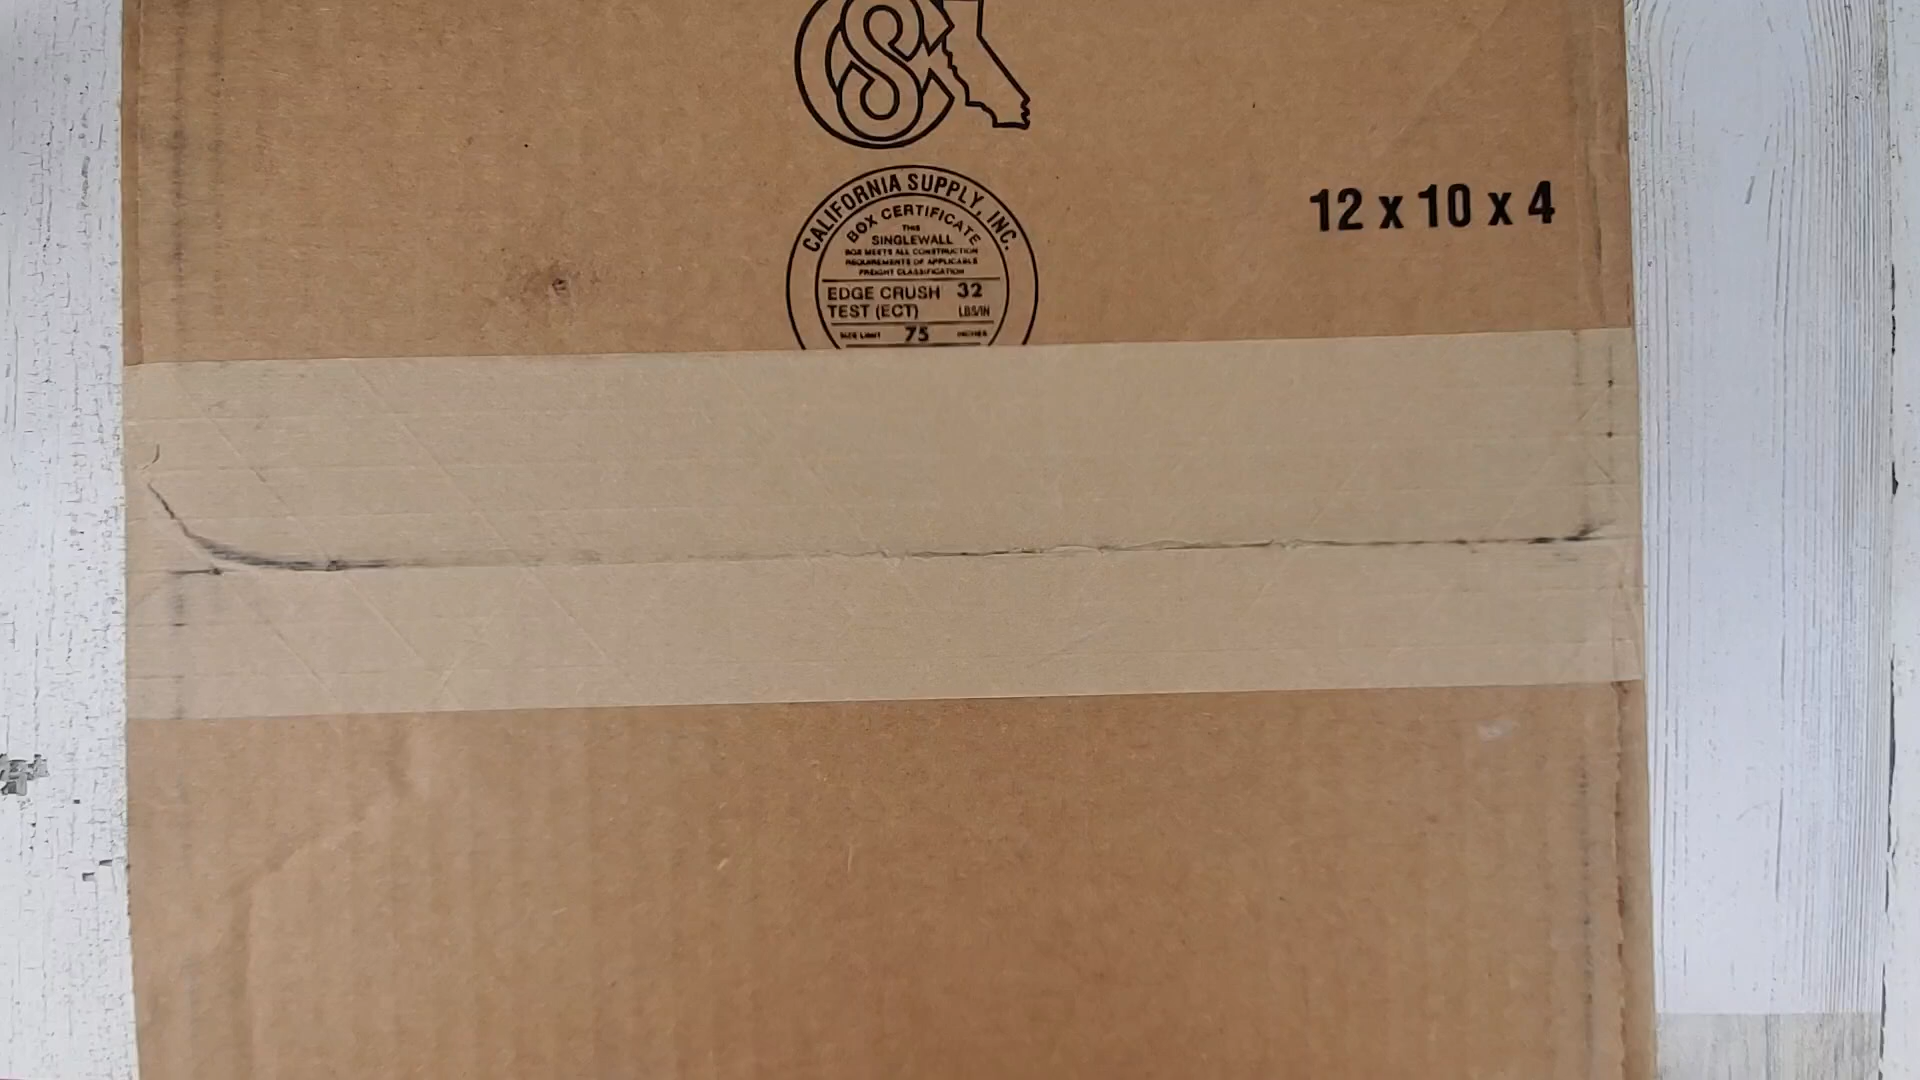 CS
CALIFORNIA SUPPLY, INC.
BOX CERTIFICATE
THIS
SINGLEWALL
BOX MEETS ALL CONSTRUCTION
REQUIREMENTS OF APPLICABLE
FREIGHT CLASSIFICATION
EDGE CRUSH 32
TEST (ECT) LBS/IN
SIZE LIMIT 75 INCHES
12 x 10 x 4